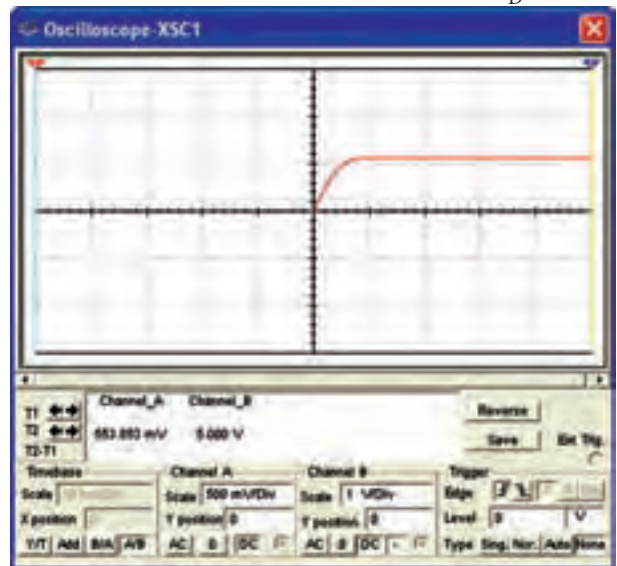 D
Oscilloscope-XSC1
Channel_A Channel_B
T1
T2 653.893 mV 5.000 V
T2-T1
Reverse
Save Ext. Trig.
Timebase Channel A Channel B Trigger
Scale Scale 500 mV/Div Scale 1 V/Div Edge
X position Y position 0 Y position 0 Level 0 V
Y/T Add B/A A/B AC 0 DC AC 0 DC - Type Sing. Nor. Auto None